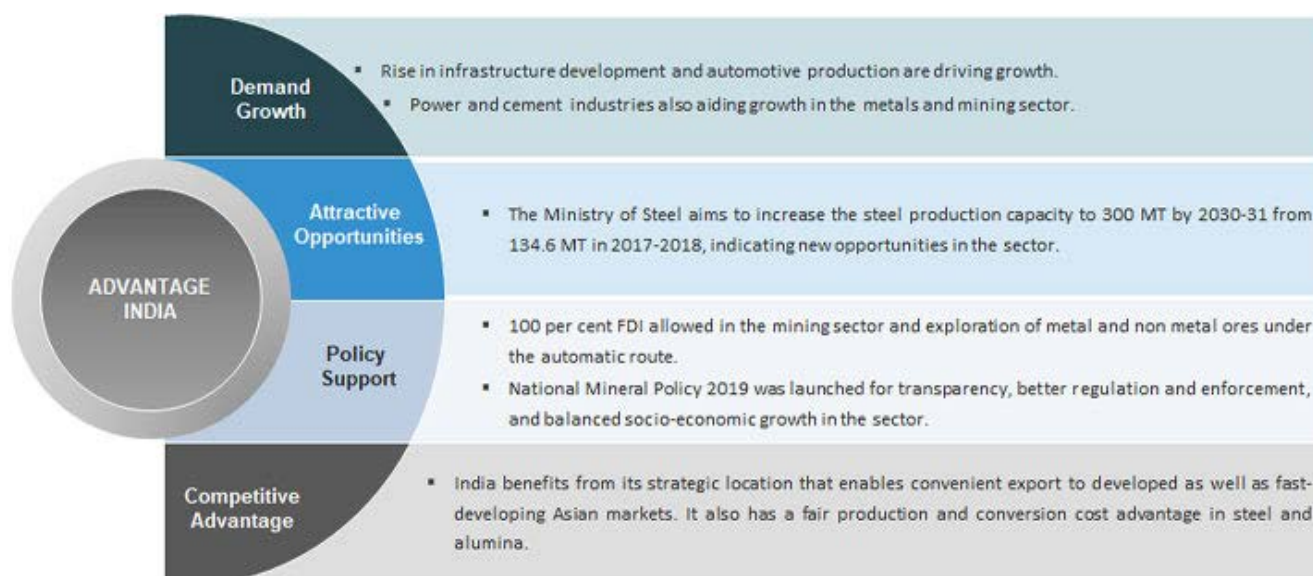 Demand
Growth
▪ Rise in infrastructure development and automotive production are driving growth.
▪ Power and cement industries also aiding growth in the metals and mining sector.
ADVANTAGE
INDIA
Attractive
Opportunities
▪ The Ministry of Steel aims to increase the steel production capacity to 300 MT by 2030-31 from
134.6 MT in 2017-2018, indicating new opportunities in the sector.
Policy
Support
▪ 100 per cent FDI allowed in the mining sector and exploration of metal and non metal ores under
the automatic route.
▪ National Mineral Policy 2019 was launched for transparency, better regulation and enforcement,
and balanced socio-economic growth in the sector.
Competitive
Advantage
▪ India benefits from its strategic location that enables convenient export to developed as well as fast-
developing Asian markets. It also has a fair production and conversion cost advantage in steel and
alumina.